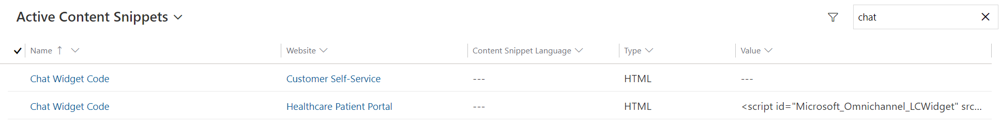 Active Content Snippets
chat
Name Website Content Snippet Language Type Value
Chat Widget Code Customer Self-Service --- HTML ---
Chat Widget Code Healthcare Patient Portal --- HTML <script id="Microsoft_Omnichannel_LCWidget" src...